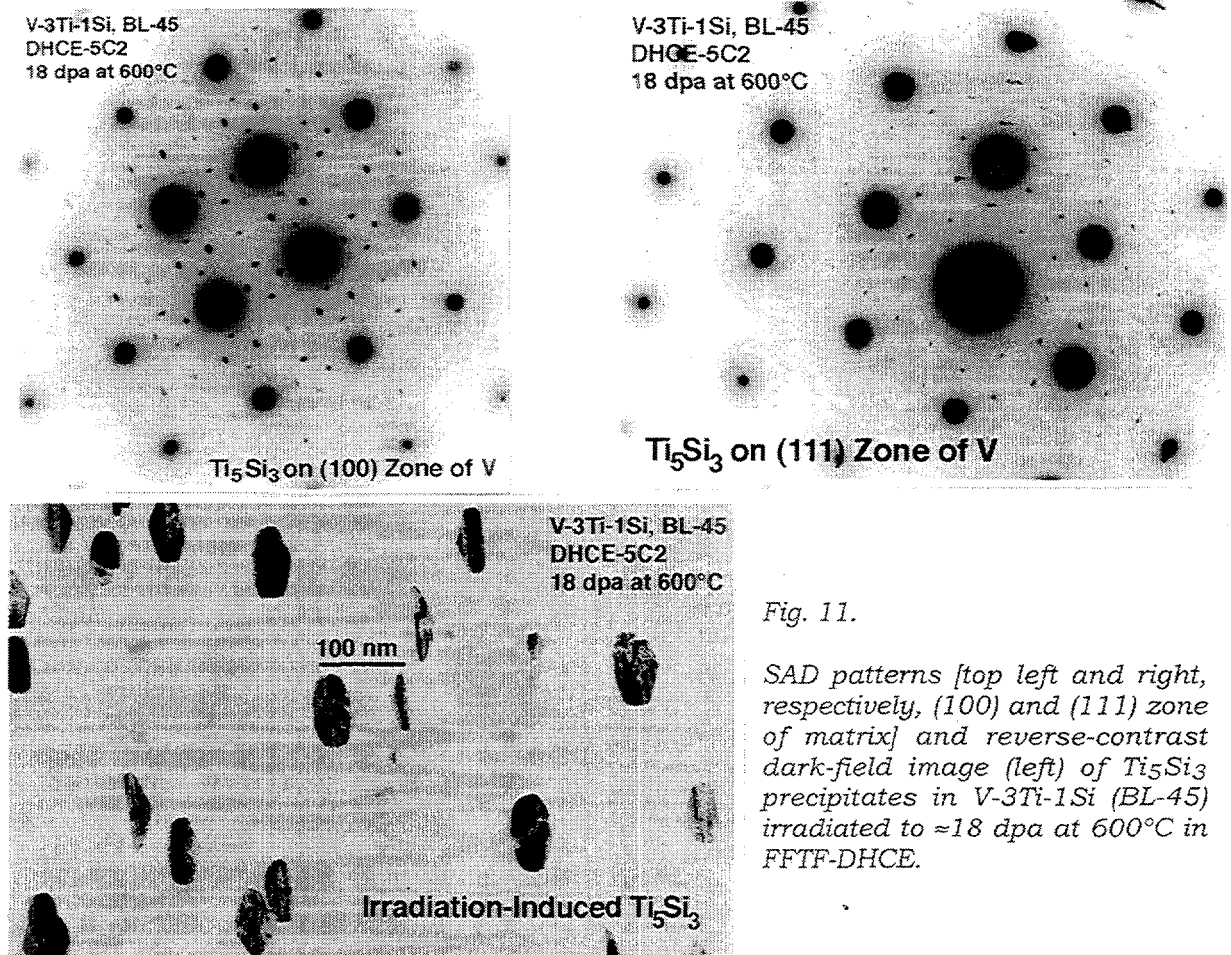 V-3Ti-1Si, BL-45
DHCE-5C2
18 dpa at 600°C
Ti5Si3 on (100) Zone of V
V-3Ti-1Si, BL-45
DHCE-5C2
18 dpa at 600°C
Ti5Si3 on (111) Zone of V
V-3Ti-1Si, BL-45
DHCE-5C2
18 dpa at 600°C
100 nm
Irradiation-Induced Ti5Si3
Fig. 11.
SAD patterns [top left and right,
respectively, (100) and (111) zone
of matrix] and reverse-contrast
dark-field image (left) of Ti5Si3
precipitates in V-3Ti-1Si (BL-45)
irradiated to ≈18 dpa at 600°C in
FFTF-DHCE.